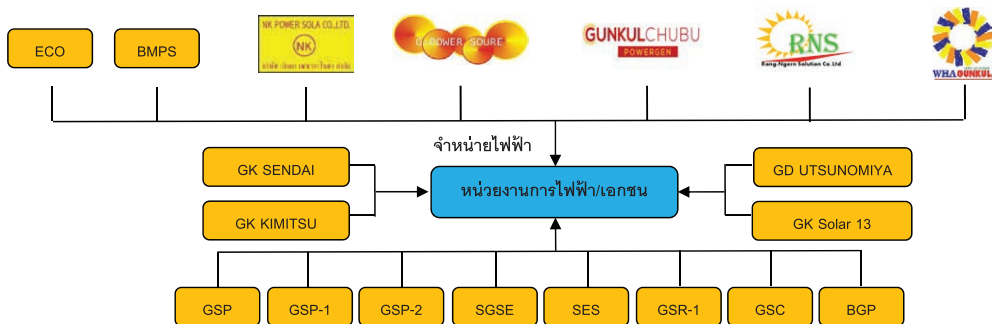 ECO
BMPS
NK POWER SOLA CO.,LTD.
NK
G. POWER SOURE
GUNKULCHUBU
POWERGEN
RNS
Rang-Ngern Solution Co.Ltd
WHAGUNKUL
จำหน่ายไฟฟ้า
GK SENDAI
หน่วยงานการไฟฟ้า/เอกชน
GD UTSUNOMIYA
GK KIMITSU
GK Solar 13
GSP
GSP-1
GSP-2
SGSE
SES
GSR-1
GSC
BGP